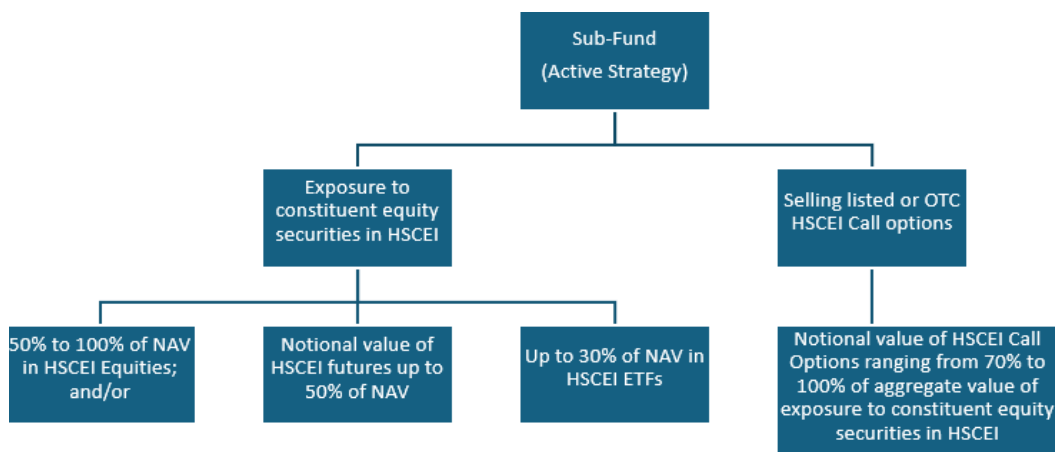 Sub-Fund
(Active Strategy)
Exposure to
constituent equity
securities in HSCEI
Selling listed or OTC
HSCEI Call options
50% to 100% of NAV
in HSCEI Equities;
and/or
Notional value of
HSCEI futures up to
50% of NAV
Up to 30% of NAV in
HSCEI ETFs
Notional value of HSCEI Call
Options ranging from 70% to
100% of aggregate value of
exposure to constituent equity
securities in HSCEI